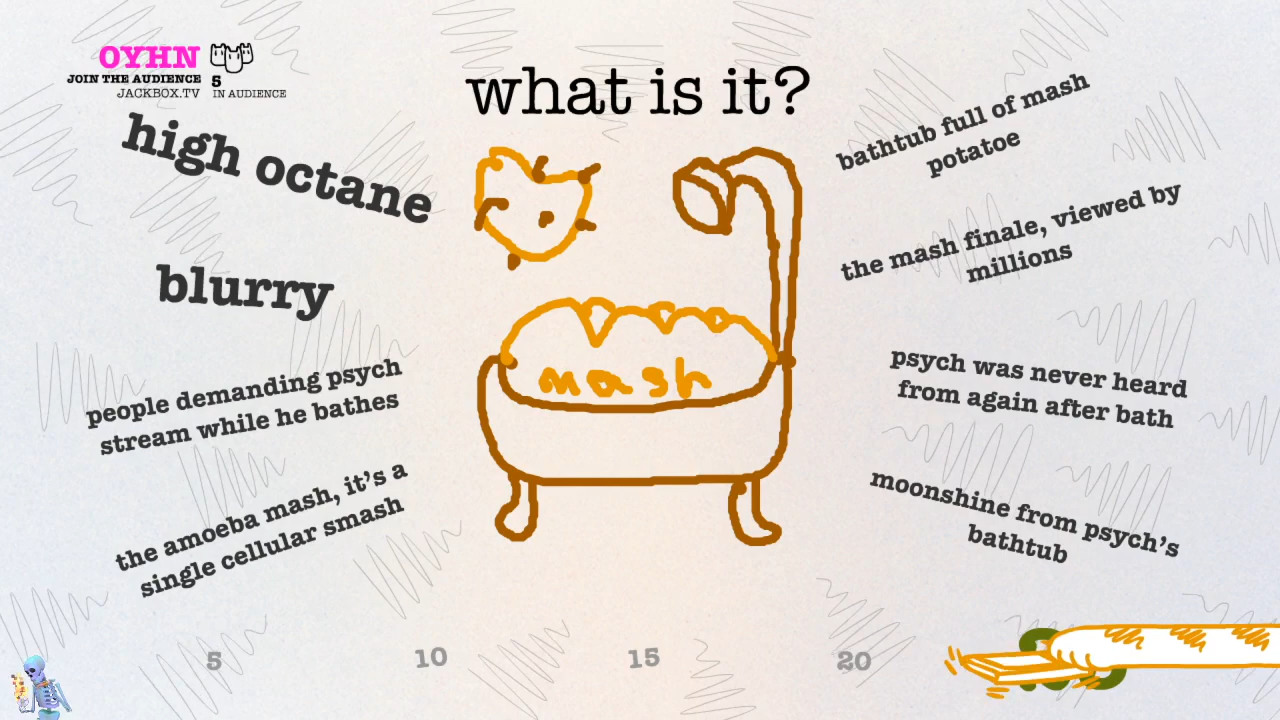 OYHN
JOIN THE AUDIENCE
JACKBOX.TV
5
IN AUDIENCE
what is it?
high octane
blurry
people demanding psych
stream while he bathes
the amoeba mash, it's a
single cellular smash
mash
bathtub full of mash
potatoe
the mash finale, viewed by
millions
psych was never heard
from again after bath
moonshine from psych's
bathtub
5
10
15
20